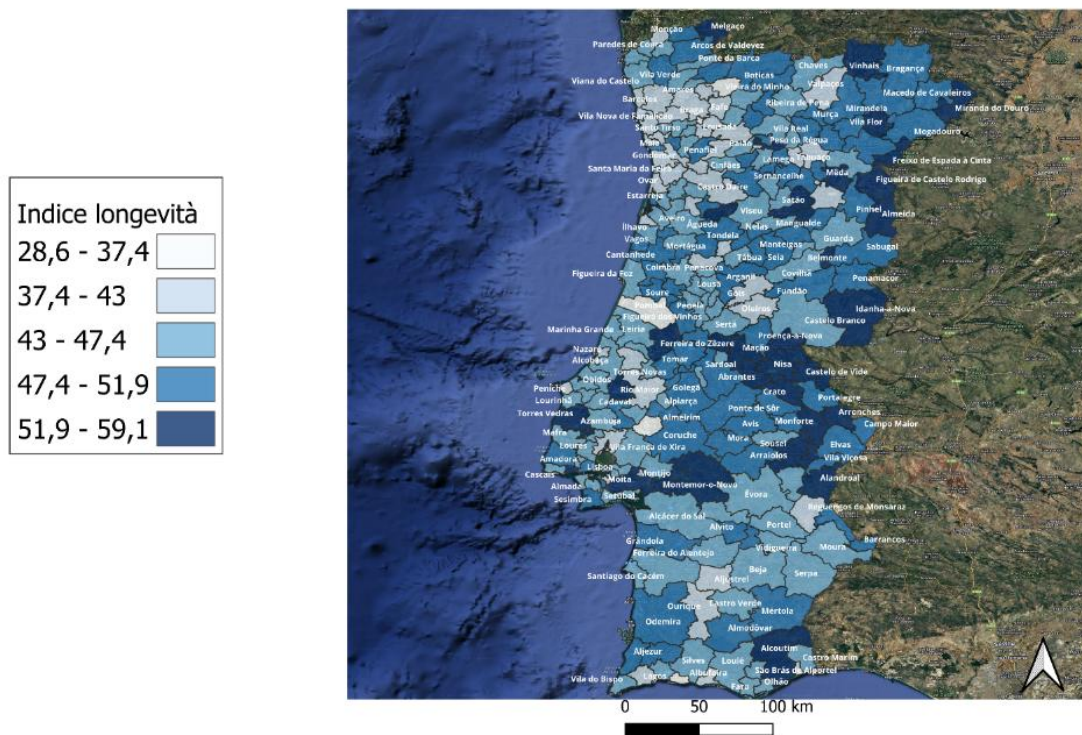 Indice longevità
28,6 - 37,4
37,4 - 43
43 - 47,4
47,4 - 51,9
51,9 - 59,1
Monção
Melgaço
Paredes de Coura
Arcos de Valdevez
Ponte da Barca
Viana do Castelo
Vila Verde
Boticas
Chaves
Vinhais
Bragança
Amares
Vieira do Minho
Valpaços
Macedo de Cavaleiros
Barcelos
Braga
Fafe
Ribeira de Pena
Mirandela
Miranda do Douro
Vila Nova de Famalicão
Murça
Vila Flor
Santo Tirso
Lousada
Vila Real
Mogadouro
Maia
Penafiel
Baião
Peso da Régua
Gondomar
Cinfães
Lamego
Tabuaço
Freixo de Espada à Cinta
Santa Maria da Feira
Sernancelhe
Mêda
Figueira de Castelo Rodrigo
Ovar
Castro Daire
Estarreja
Satão
Pinhel
Almeida
Aveiro
Viseu
Ílhavo
Águeda
Nelas
Mangualde
Vagos
Tondela
Guarda
Mortágua
Manteigas
Sabugal
Cantanhede
Tábua
Seia
Belmonte
Coimbra
Penacova
Covilhã
Figueira da Foz
Arganil
Penamacor
Lousã
Soure
Góis
Fundão
Pombal
Penela
Oleiros
Idanha-a-Nova
Figueiró dos Vinhos
Castelo Branco
Marinha Grande
Leiria
Sertã
Proença-a-Nova
Ferreira do Zêzere
Mação
Nazaré
Alcobaça
Tomar
Sardoal
Nisa
Óbidos
Torres Novas
Castelo de Vide
Peniche
Rio Maior
Golegã
Abrantes
Crato
Lourinhã
Cadaval
Alpiarça
Portalegre
Torres Vedras
Ponte de Sôr
Arronches
Azambuja
Almeirim
Avis
Monforte
Campo Maior
Mafra
Coruche
Mora
Sousel
Elvas
Loures
Vila Franca de Xira
Arraiolos
Vila Viçosa
Amadora
Lisboa
Cascais
Moita
Montijo
Alandroal
Almada
Montemor-o-Novo
Sesimbra
Setúbal
Évora
Reguengos de Monsaraz
Alcácer do Sal
Alvito
Portel
Grândola
Barrancos
Ferreira do Alentejo
Vidigueira
Moura
Santiago do Cacém
Beja
Serpa
Aljustrel
Ourique
Castro Verde
Mértola
Odemira
Almodôvar
Alcoutim
Aljezur
Silves
Loulé
Castro Marim
Albufeira
São Brás de Alportel
Vila do Bispo
Lagos
Faro
Olhão
0 50 100 km